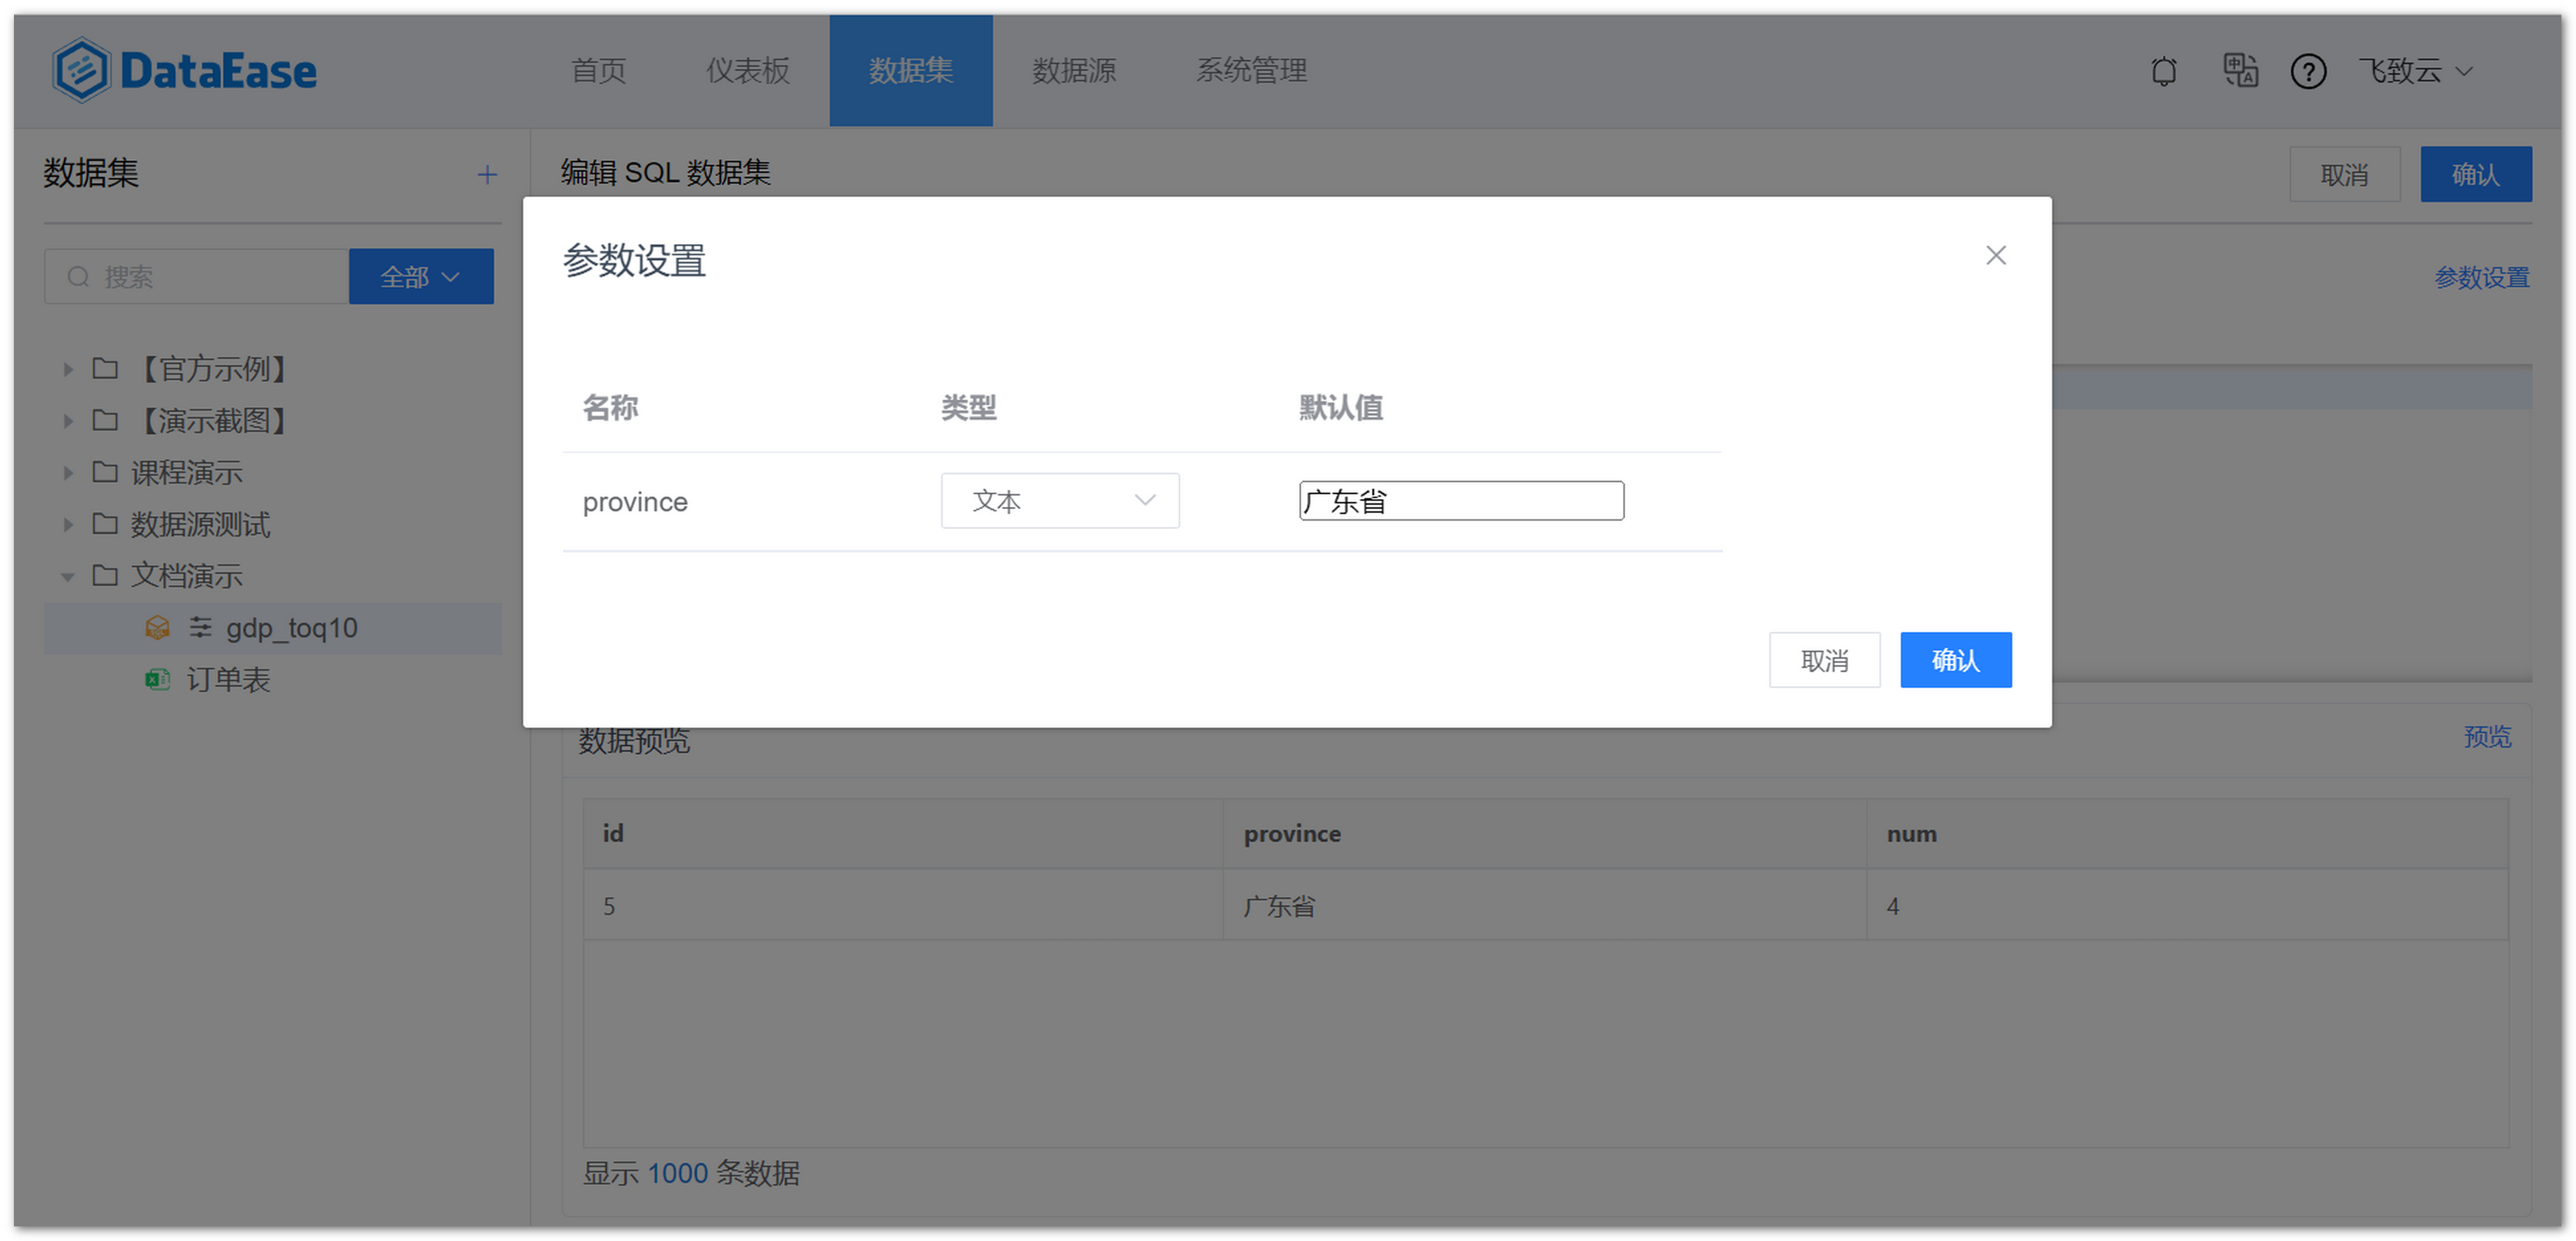 DataEase 首页 仪表板 数据集 数据源 系统管理 飞致云
数据集
搜索 全部
【官方示例】
【演示截图】
课程演示
数据源测试
文档演示
gdp_toq10
订单表
编辑 SQL 数据集 取消 确认
参数设置
参数设置
名称 类型 默认值
province 文本 广东省
取消 确认
数据预览 预览
id province num
5 广东省 4
显示 1000 条数据